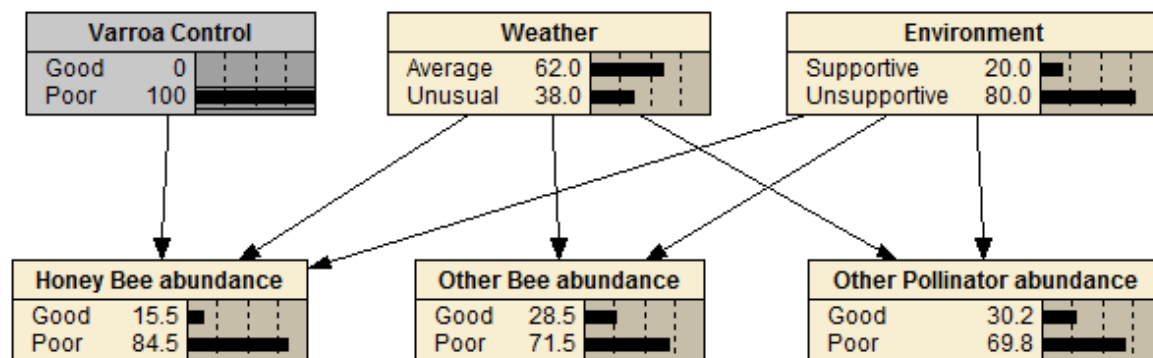 Varroa Control
Good 0
Poor 100
Weather
Average 62.0
Unusual 38.0
Environment
Supportive 20.0
Unsupportive 80.0
Honey Bee abundance
Good 15.5
Poor 84.5
Other Bee abundance
Good 28.5
Poor 71.5
Other Pollinator abundance
Good 30.2
Poor 69.8